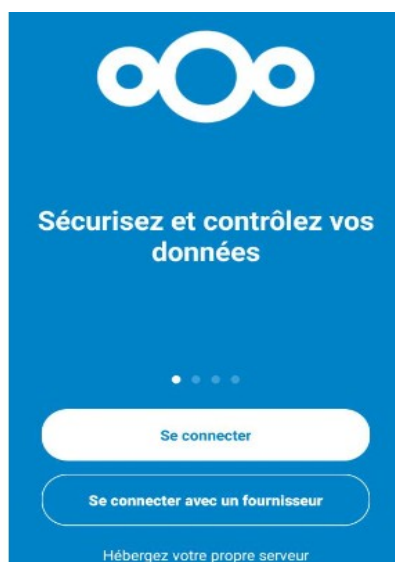 Sécurisez et contrôlez vos
données
Se connecter
Se connecter avec un fournisseur
Hébergez votre propre serveur